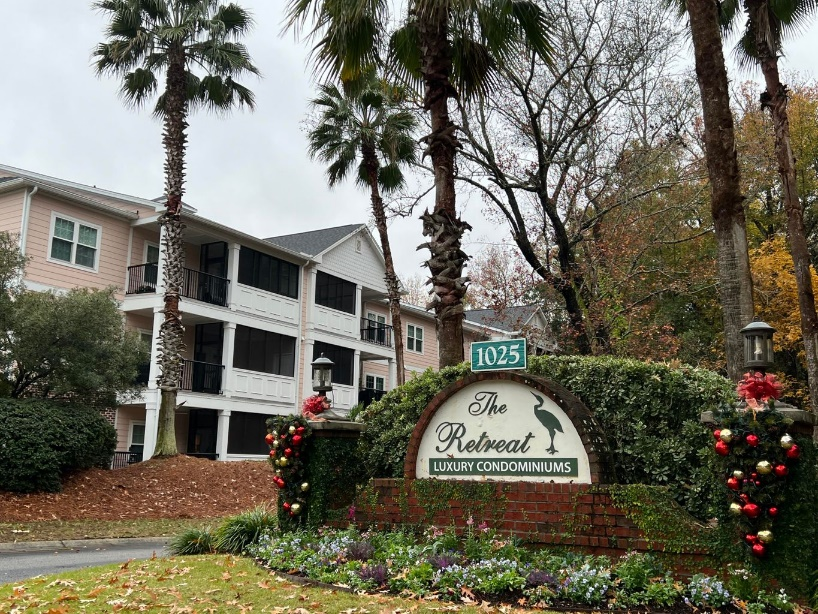 1025
The
Retreat
LUXURY CONDOMINIUMS